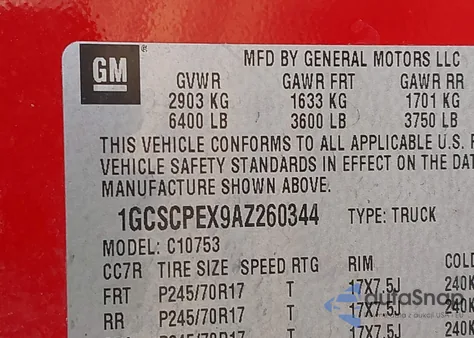 GM ®
MFD BY GENERAL MOTORS LLC
GVWR GAWR FRT GAWR RR
2903 KG 1633 KG 1701 KG
6400 LB 3600 LB 3750 LB
THIS VEHICLE CONFORMS TO ALL APPLICABLE U.S.
VEHICLE SAFETY STANDARDS IN EFFECT ON THE DAT
MANUFACTURE SHOWN ABOVE.
1GCSCPEX9AZ260344 TYPE: TRUCK
MODEL: C10753
CC7R TIRE SIZE SPEED RTG RIM COLD
FRT P245/70R17 T 17X7.5J 240K
RR P245/70R17 T 17X7.5J 240K
autoSnap